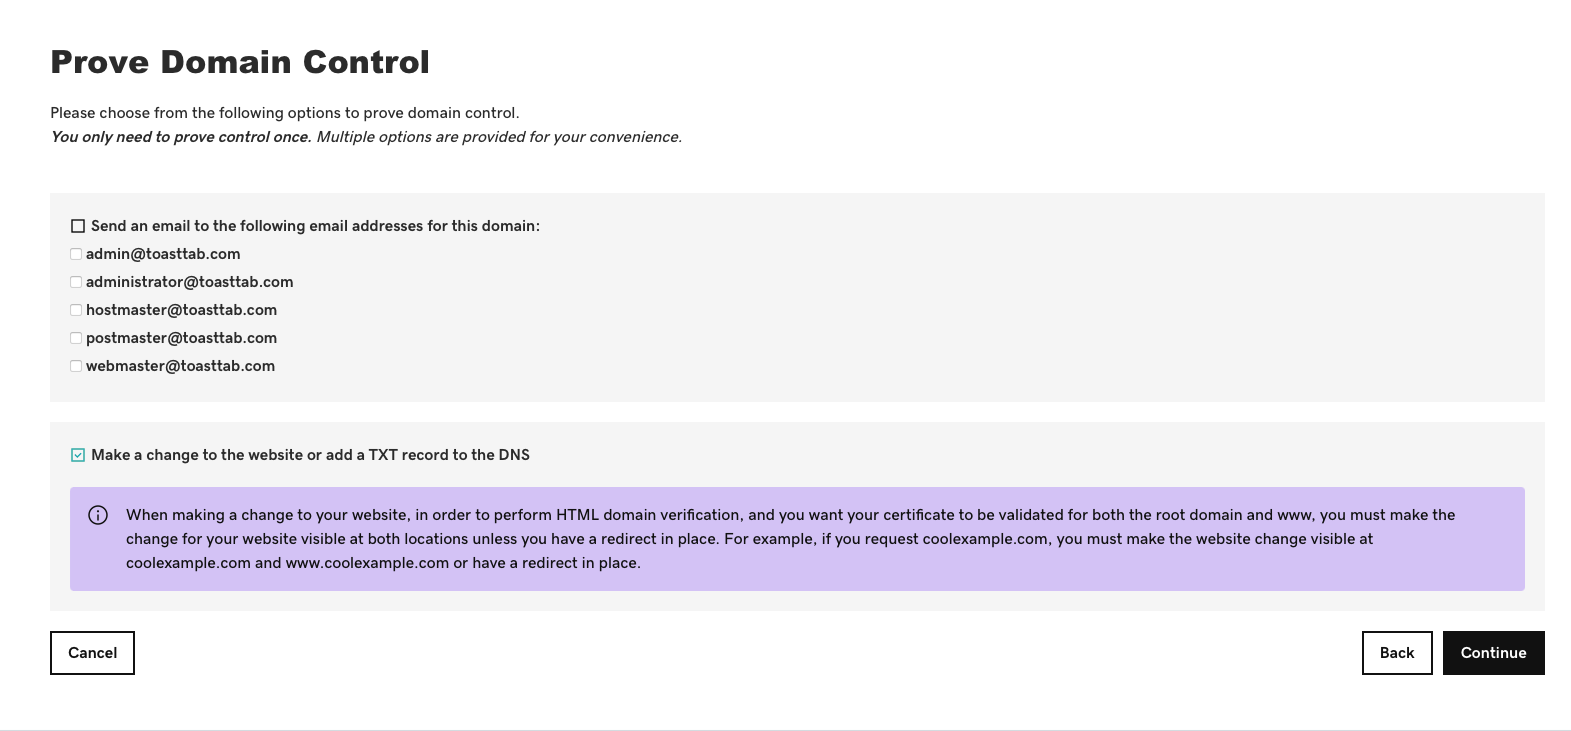 Prove Domain Control
Please choose from the following options to prove domain control.
You only need to prove control once. Multiple options are provided for your convenience.
Send an email to the following email addresses for this domain:
admin@toasttab.com
administrator@toasttab.com
hostmaster@toasttab.com
postmaster@toasttab.com
webmaster@toasttab.com
Make a change to the website or add a TXT record to the DNS
When making a change to your website, in order to perform HTML domain verification, and you want your certificate to be validated for both the root domain and www, you must make the
change for your website visible at both locations unless you have a redirect in place. For example, if you request coolexample.com, you must make the website change visible at
coolexample.com and www.coolexample.com or have a redirect in place.
Cancel
Back
Continue